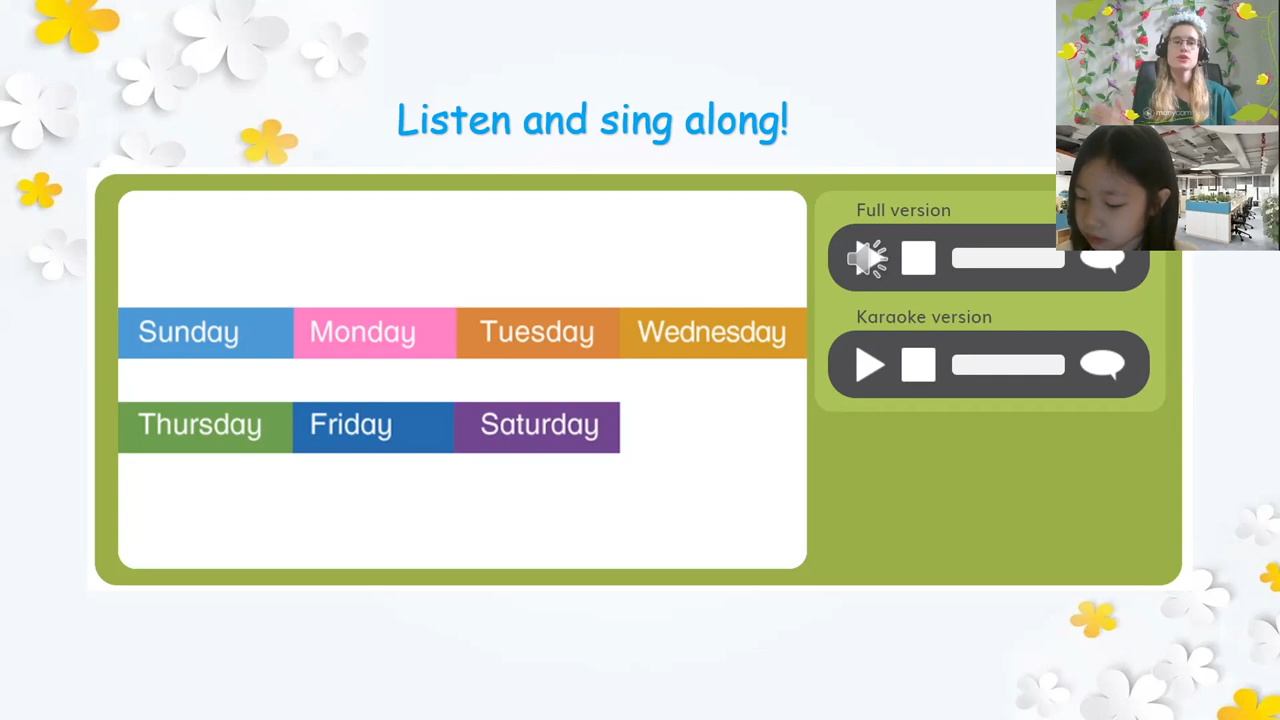 Listen and sing along!
Full version
Karaoke version
Sunday Monday Tuesday Wednesday
Thursday Friday Saturday